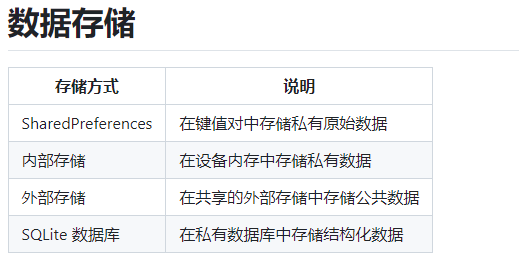 数据存储
存储方式 说明
SharedPreferences 在键值对中存储私有原始数据
内部存储 在设备内存中存储私有数据
外部存储 在共享的外部存储中存储公共数据
SQLite 数据库 在私有数据库中存储结构化数据